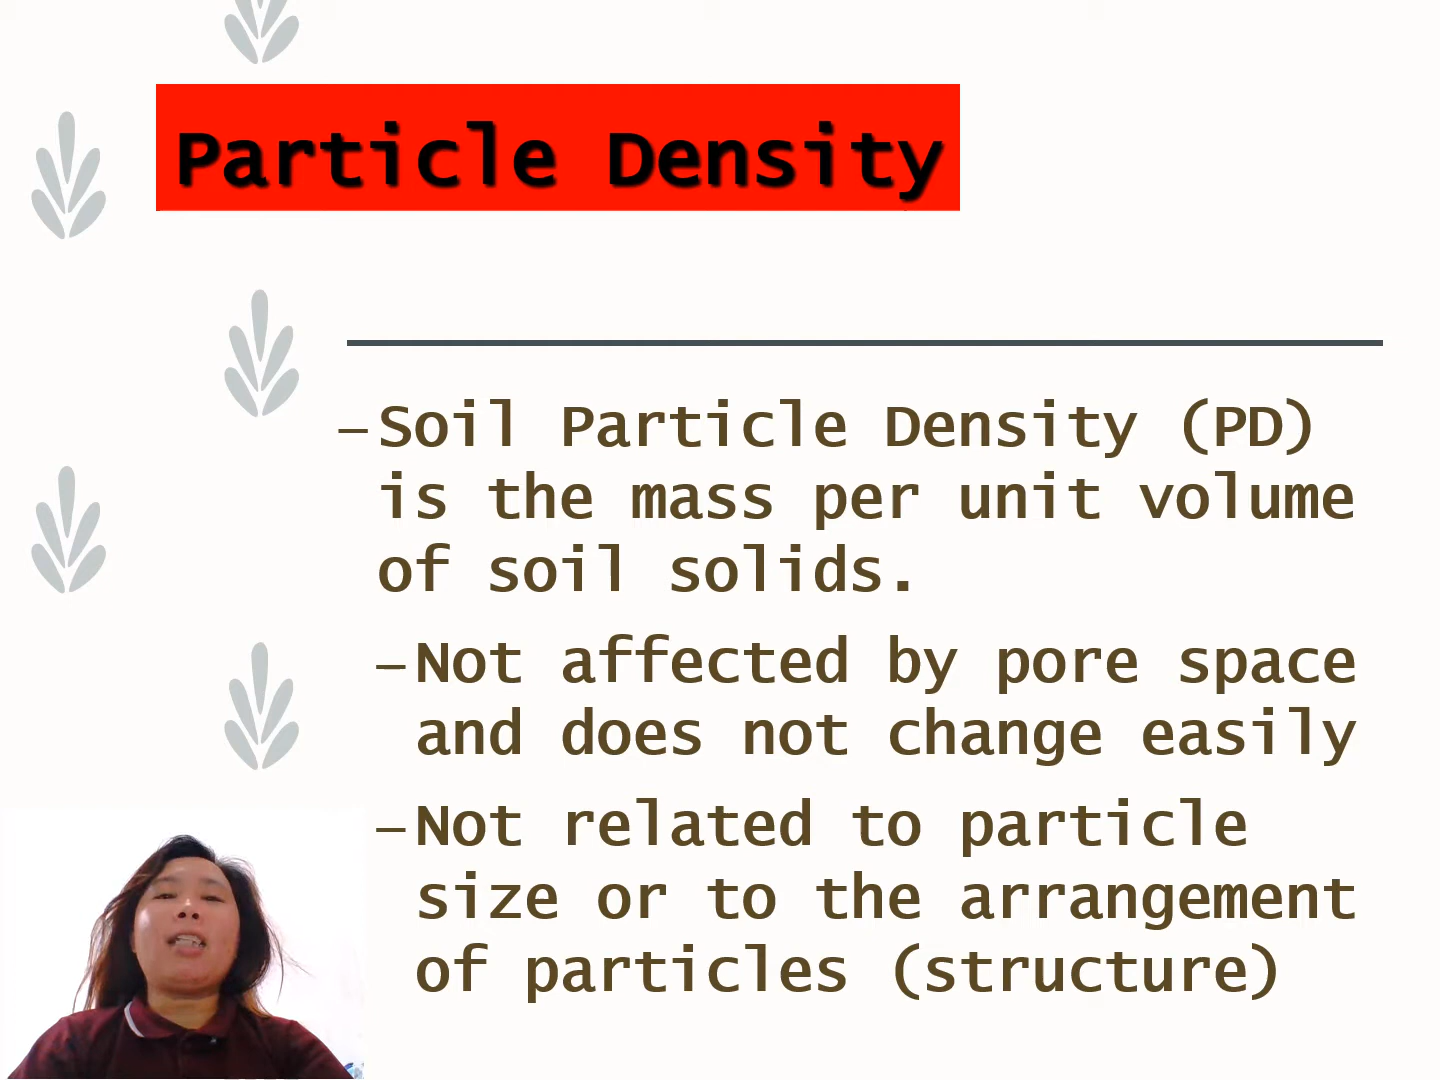 Particle Density
–Soil Particle Density (PD)
is the mass per unit volume
of soil solids.
–Not affected by pore space
and does not change easily
–Not related to particle
size or to the arrangement
of particles (structure)